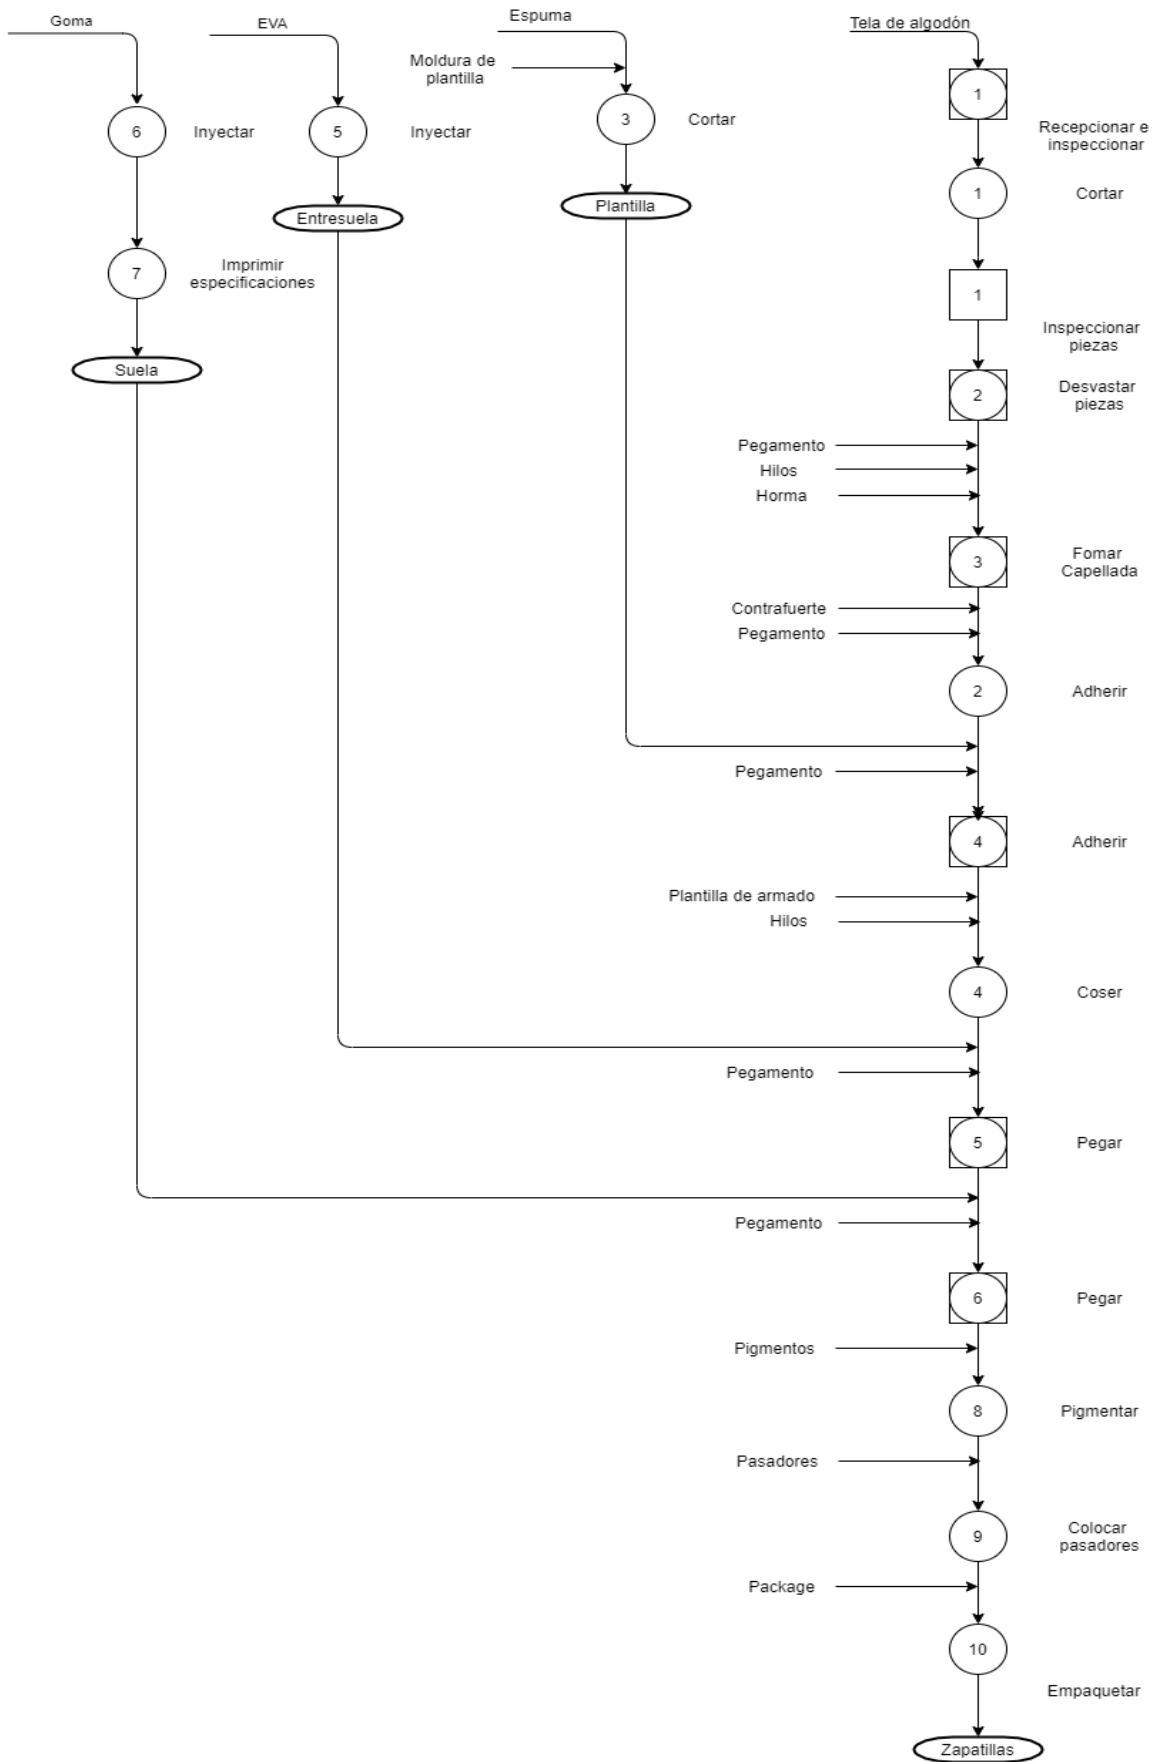 Goma
EVA
Espuma
Tela de algodón
Moldura de
plantilla
6
Inyectar
5
Inyectar
3
Cortar
1
Recepcionar e
inspeccionar
1
Cortar
Entresuela
Plantilla
7
Imprimir
especificaciones
1
Inspeccionar
piezas
Suela
2
Desvastar
piezas
Pegamento
Hilos
Horma
3
Fomar
Capellada
Contrafuerte
Pegamento
2
Adherir
Pegamento
4
Adherir
Plantilla de armado
Hilos
4
Coser
Pegamento
5
Pegar
Pegamento
6
Pegar
Pigmentos
8
Pigmentar
Pasadores
9
Colocar
pasadores
Package
10
Empaquetar
Zapatillas